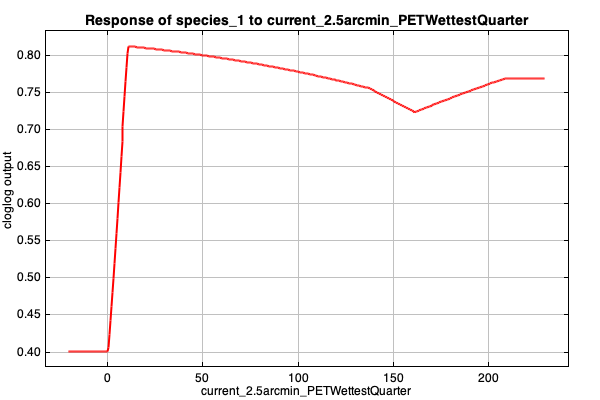 Response of species_1 to current_2.5arcmin_PETWettestQuarter
cloglog output
0.80
0.75
0.70
0.65
0.60
0.55
0.50
0.45
0.40
0 50 100 150 200
current_2.5arcmin_PETWettestQuarter